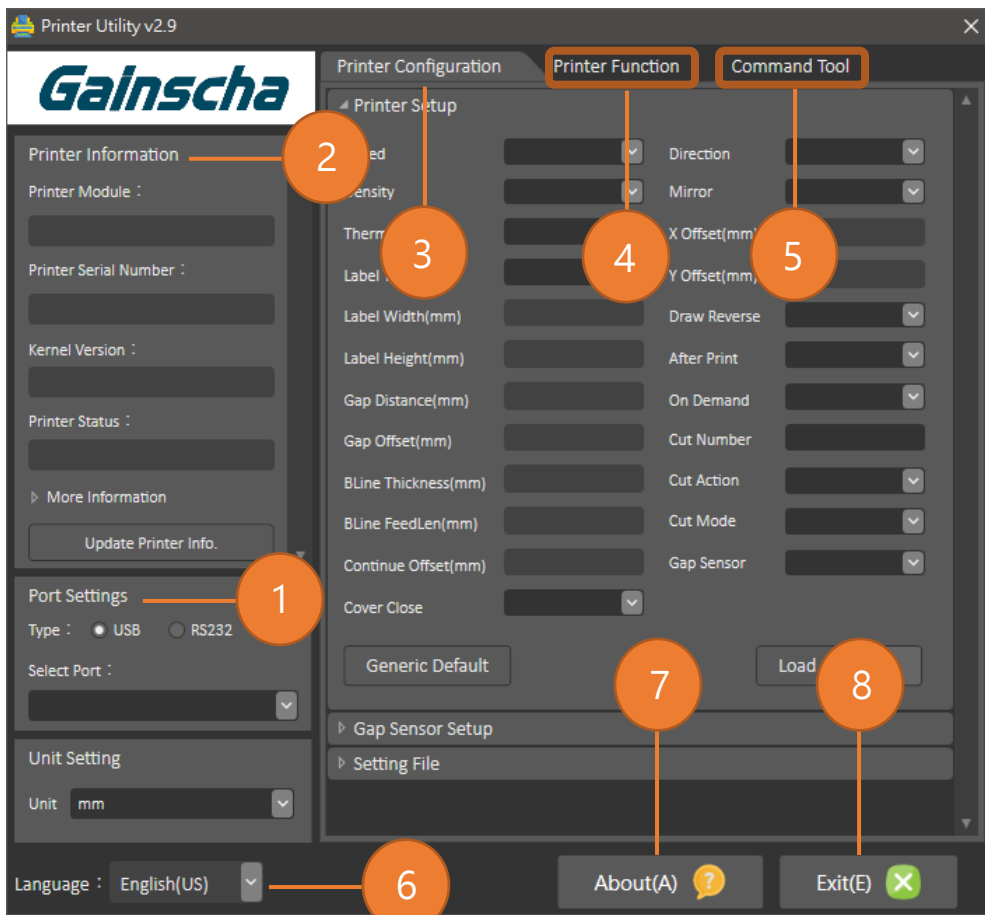 Printer Utility v2.9
Gainscha
Printer Configuration
Printer Function
Command Tool
Printer Information
2
Printer Module :
Printer Serial Number :
Kernel Version :
Printer Status :
More Information
Update Printer Info.
Port Settings
1
Type : USB RS232
Select Port :
Unit Setting
Unit mm
Printer Setup
3
4
5
Label Width(mm)
Label Height(mm)
Gap Distance(mm)
Gap Offset(mm)
BLine Thickness(mm)
BLine FeedLen(mm)
Continue Offset(mm)
Cover Close
Direction
Mirror
X Offset(mm)
Y Offset(mm)
Draw Reverse
After Print
On Demand
Cut Number
Cut Action
Cut Mode
Gap Sensor
Generic Default
Load
7
8
Gap Sensor Setup
Setting File
Language : English(US)
6
About(A)
Exit(E)